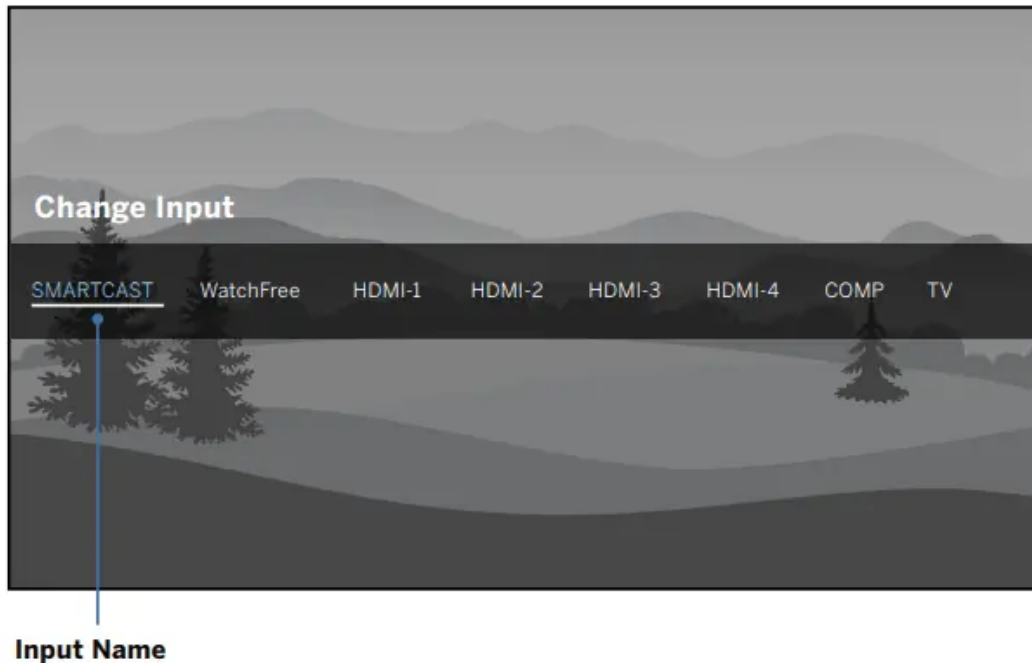 Change Input
SMARTCAST WatchFree HDMI-1 HDMI-2 HDMI-3 HDMI-4 COMP TV
Input Name